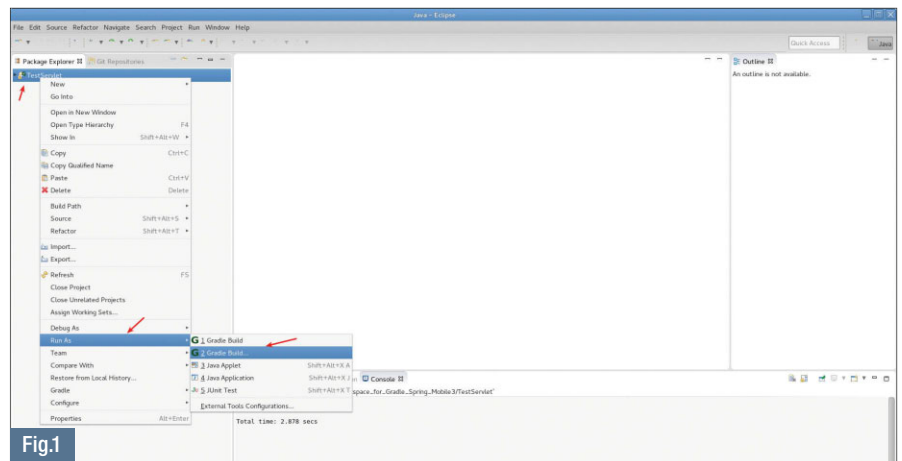 Java - Eclipse
File Edit Source Refactor Navigate Search Project Run Window Help
Quick Access
Java
Package Explorer
Git Repositories
Outline
TestServlet
An outline is not available.
New
Go Into
Open in New Window
Open Type Hierarchy F4
Show In Shift+Alt+W
Copy Ctrl+C
Copy Qualified Name
Paste Ctrl+V
Delete Delete
Build Path
Source Shift+Alt+S
Refactor Shift+Alt+T
Import...
Export...
Refresh F5
Close Project
Close Unrelated Projects
Assign Working Sets...
Debug As
Run As
Team
Compare With
Restore from Local History...
Gradle
Configure
Properties Alt+Enter
1 Gradle Build
2 Gradle Build...
3 Java Applet Shift+Alt+X A
4 Java Application Shift+Alt+X J
5 JUnit Test Shift+Alt+X T
External Tools Configurations...
Console
space_for_Gradle_Spring_Mobile3/TestServlet'
Total time: 2.878 secs
Fig.1